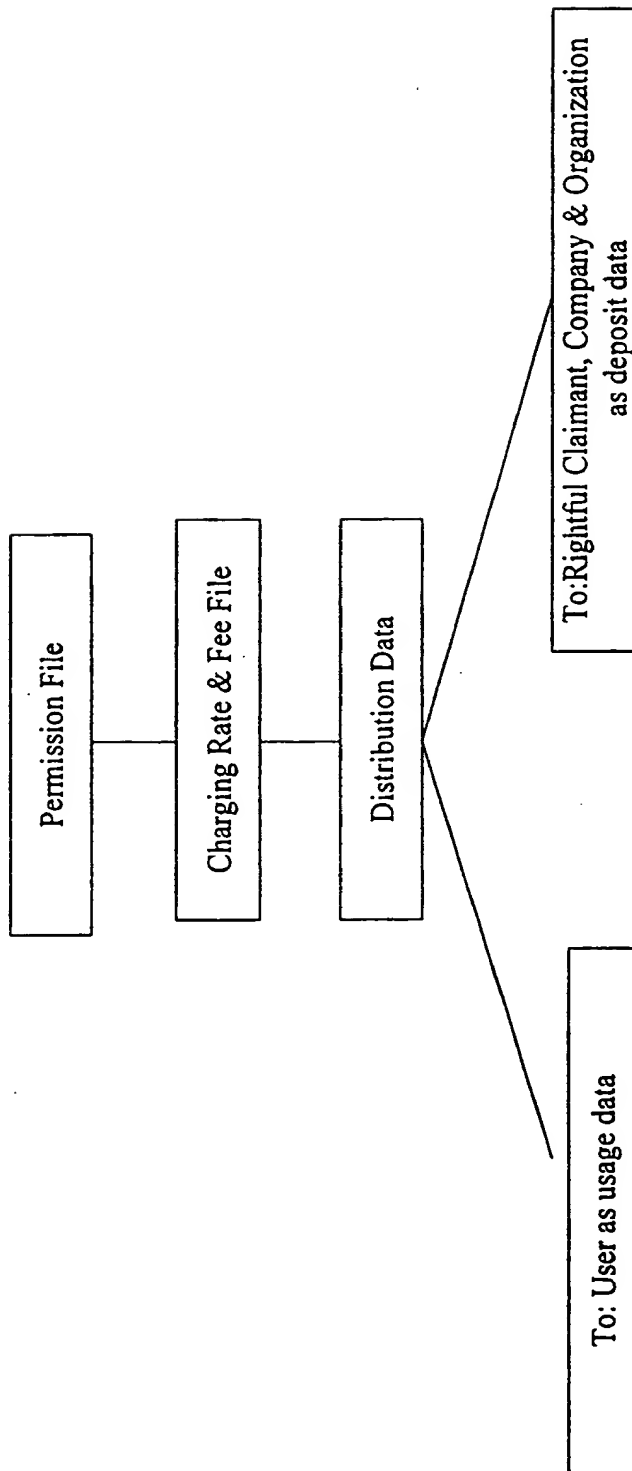 Permission File
Charging Rate & Fee File
Distribution Data
To: User as usage data
To:Rightful Claimant, Company & Organization
as deposit data